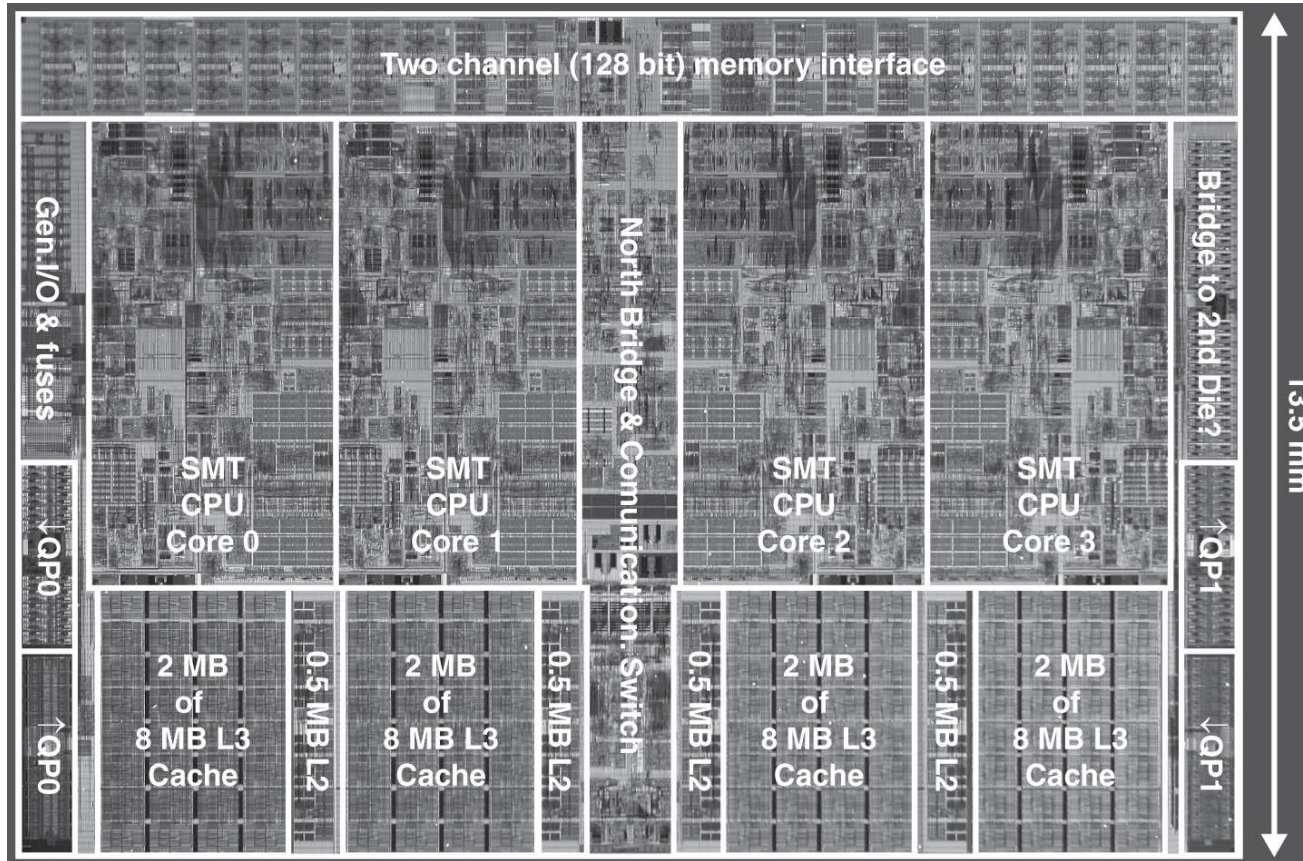 Two channel (128 bit) memory interface
Gen.I/O & fuses
SMT
CPU
Core 0
SMT
CPU
Core 1
North Bridge & Communication. Switch
SMT
CPU
Core 2
SMT
CPU
Core 3
Bridge to 2nd Die?
13.5 mm
↓QP0
↑QP1
↑QP0
2 MB
of
8 MB L3
Cache
0.5 MB L2
2 MB
of
8 MB L3
Cache
0.5 MB L2
0.5 MB L2
2 MB
of
8 MB L3
Cache
0.5 MB L2
2 MB
of
8 MB L3
Cache
↓QP1